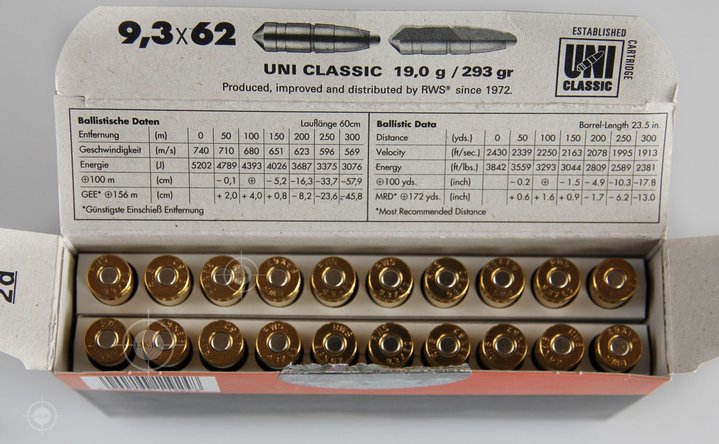 9,3x62
UNI CLASSIC 19,0 g / 293 gr
Produced, improved and distributed by RWS® since 1972.
ESTABLISHED
UNI
CLASSIC
CARTRIDGE
Ballistische Daten Lauflänge 60cm
Entfernung (m) 0 50 100 150 200 250 300
Geschwindigkeit (m/s) 740 710 680 651 623 596 569
Energie (J) 5202 4789 4393 4026 3687 3375 3076
⊕100 m (cm) -0,1 ⊕ -5,2 -16,3 -33,7 -57,9
GEE* ⊕156 m (cm) +2,0 +4,0 +0,8 -8,2 -23,6 -45,8
*Günstigste Einschieß Entfernung
Ballistic Data Barrel-Length 23.5 in.
Distance (yds.) 0 50 100 150 200 250 300
Velocity (ft/sec.) 2430 2339 2250 2163 2078 1995 1913
Energy (ft/lbs.) 3842 3559 3293 3044 2809 2589 2381
⊕100 yds. (inch) -0.2 ⊕ -1.5 -4.9 -10.3 -17.8
MRD* ⊕172 yds. (inch) +0.6 +1.6 +0.9 -1.7 -6.2 -13.0
*Most Recommended Distance
RWS
RWS
RWS
RWS